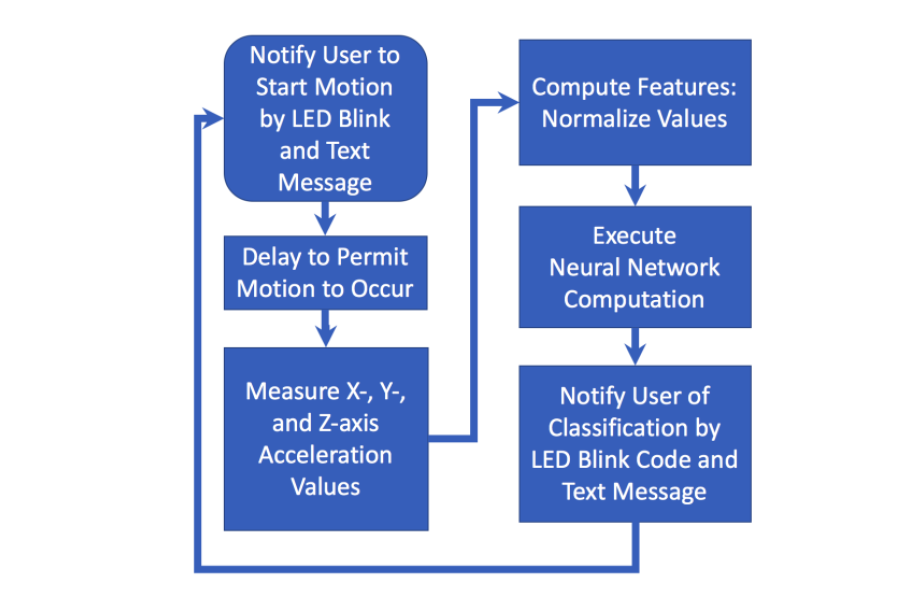 Notify User to
Start Motion
by LED Blink
and Text
Message
Delay to Permit
Motion to Occur
Measure X-, Y-,
and Z-axis
Acceleration
Values
Compute Features:
Normalize Values
Execute
Neural Network
Computation
Notify User of
Classification by
LED Blink Code and
Text Message